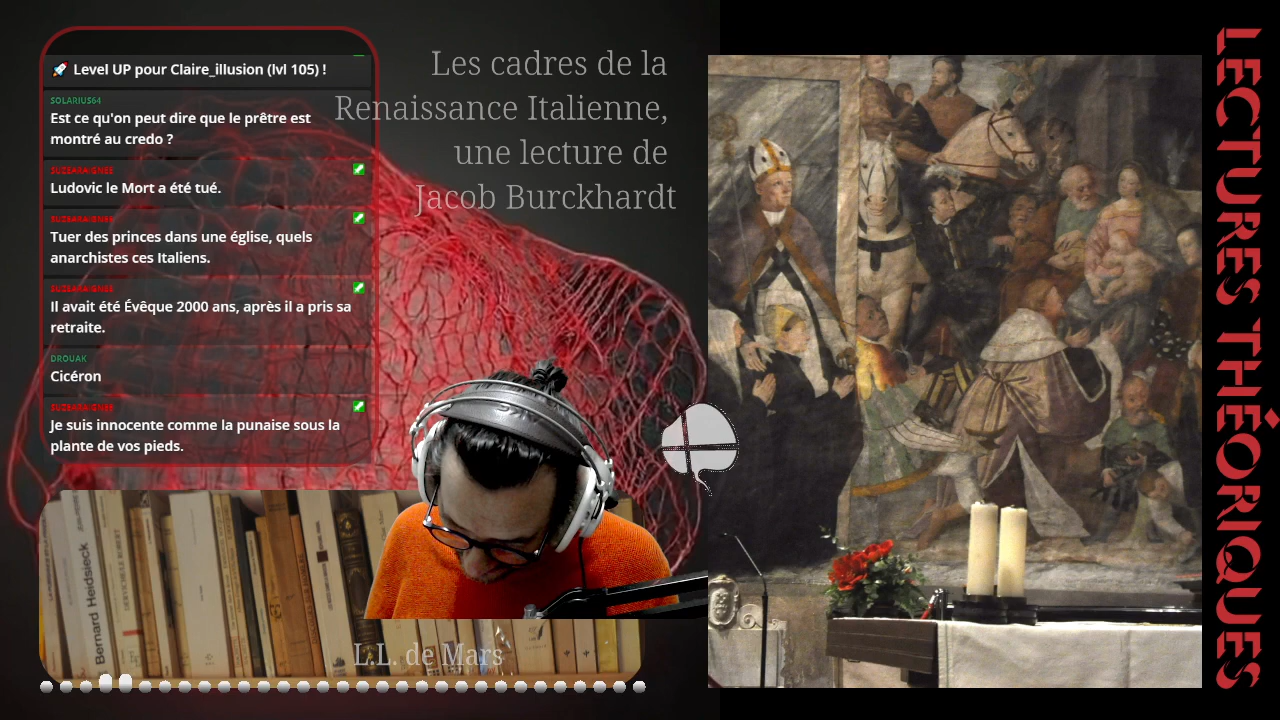 Level UP pour Claire_illusion (lvl 105) !
SOLARIUS64
Est ce qu'on peut dire que le prêtre est
montré au credo ?
SUZEARAIGNEE
Ludovic le Mort a été tué.
SUZEARAIGNEE
Tuer des princes dans une église, quels
anarchistes ces Italiens.
SUZEARAIGNEE
Il avait été Évêque 2000 ans, après il a pris sa
retraite.
DROUAK
Cicéron
SUZEARAIGNEE
Je suis innocente comme la punaise sous la
plante de vos pieds.
Les cadres de la
Renaissance Italienne,
une lecture de
Jacob Burckhardt
Bernard Heidsieck
L.L. de Mars
LECTURES THÉORIQUES